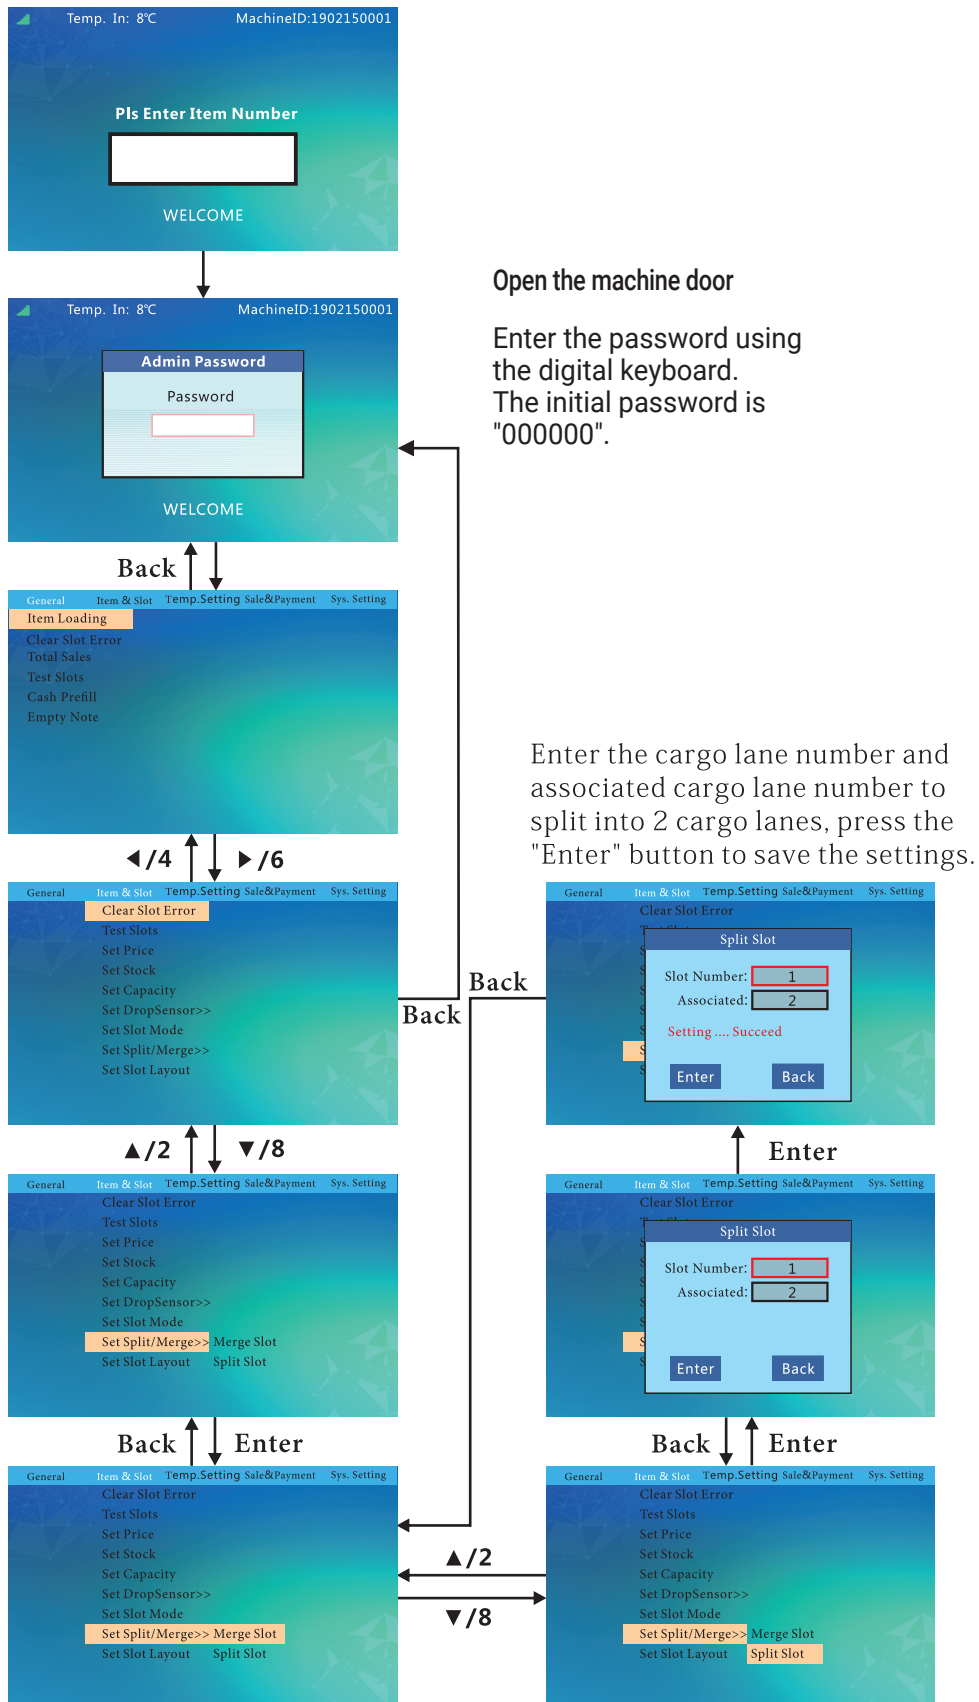 Temp. In: 8℃ MachineID:1902150001
Pls Enter Item Number
WELCOME
Open the machine door
Enter the password using
the digital keyboard.
The initial password is
"000000".
Temp. In: 8℃ MachineID:1902150001
Admin Password
Password
WELCOME
Back
General Item & Slot Temp.Setting Sale&Payment Sys. Setting
Item Loading
Clear Slot Error
Total Sales
Test Slots
Cash Prefill
Empty Note
◀/4 ▶/6
General Item & Slot Temp.Setting Sale&Payment Sys. Setting
Clear Slot Error
Test Slots
Set Price
Set Stock
Set Capacity
Set DropSensor>>
Set Slot Mode
Set Split/Merge>>
Set Slot Layout
Back
Back
▲/2 ▼/8
General Item & Slot Temp.Setting Sale&Payment Sys. Setting
Clear Slot Error
Test Slots
Set Price
Set Stock
Set Capacity
Set DropSensor>>
Set Slot Mode
Set Split/Merge>> Merge Slot
Set Slot Layout Split Slot
Back Enter
General Item & Slot Temp.Setting Sale&Payment Sys. Setting
Clear Slot Error
Test Slots
Set Price
Set Stock
Set Capacity
Set DropSensor>>
Set Slot Mode
Set Split/Merge>> Merge Slot
Set Slot Layout Split Slot
▲/2
▼/8
Enter the cargo lane number and
associated cargo lane number to
split into 2 cargo lanes, press the
"Enter" button to save the settings.
General Item & Slot Temp.Setting Sale&Payment Sys. Setting
Clear Slot Error
Split Slot
Slot Number: 1
Associated: 2
Setting .... Succeed
Enter Back
Enter
General Item & Slot Temp.Setting Sale&Payment Sys. Setting
Clear Slot Error
Split Slot
Slot Number: 1
Associated: 2
Enter Back
Back Enter
General Item & Slot Temp.Setting Sale&Payment Sys. Setting
Clear Slot Error
Test Slots
Set Price
Set Stock
Set Capacity
Set DropSensor>>
Set Slot Mode
Set Split/Merge>> Merge Slot
Set Slot Layout Split Slot